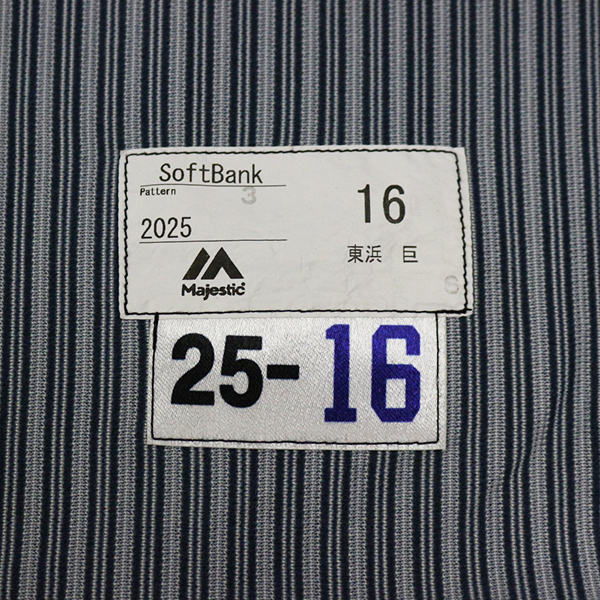 SoftBank
Pattern
3
2025
16
東浜 巨
Majestic
S
25-16